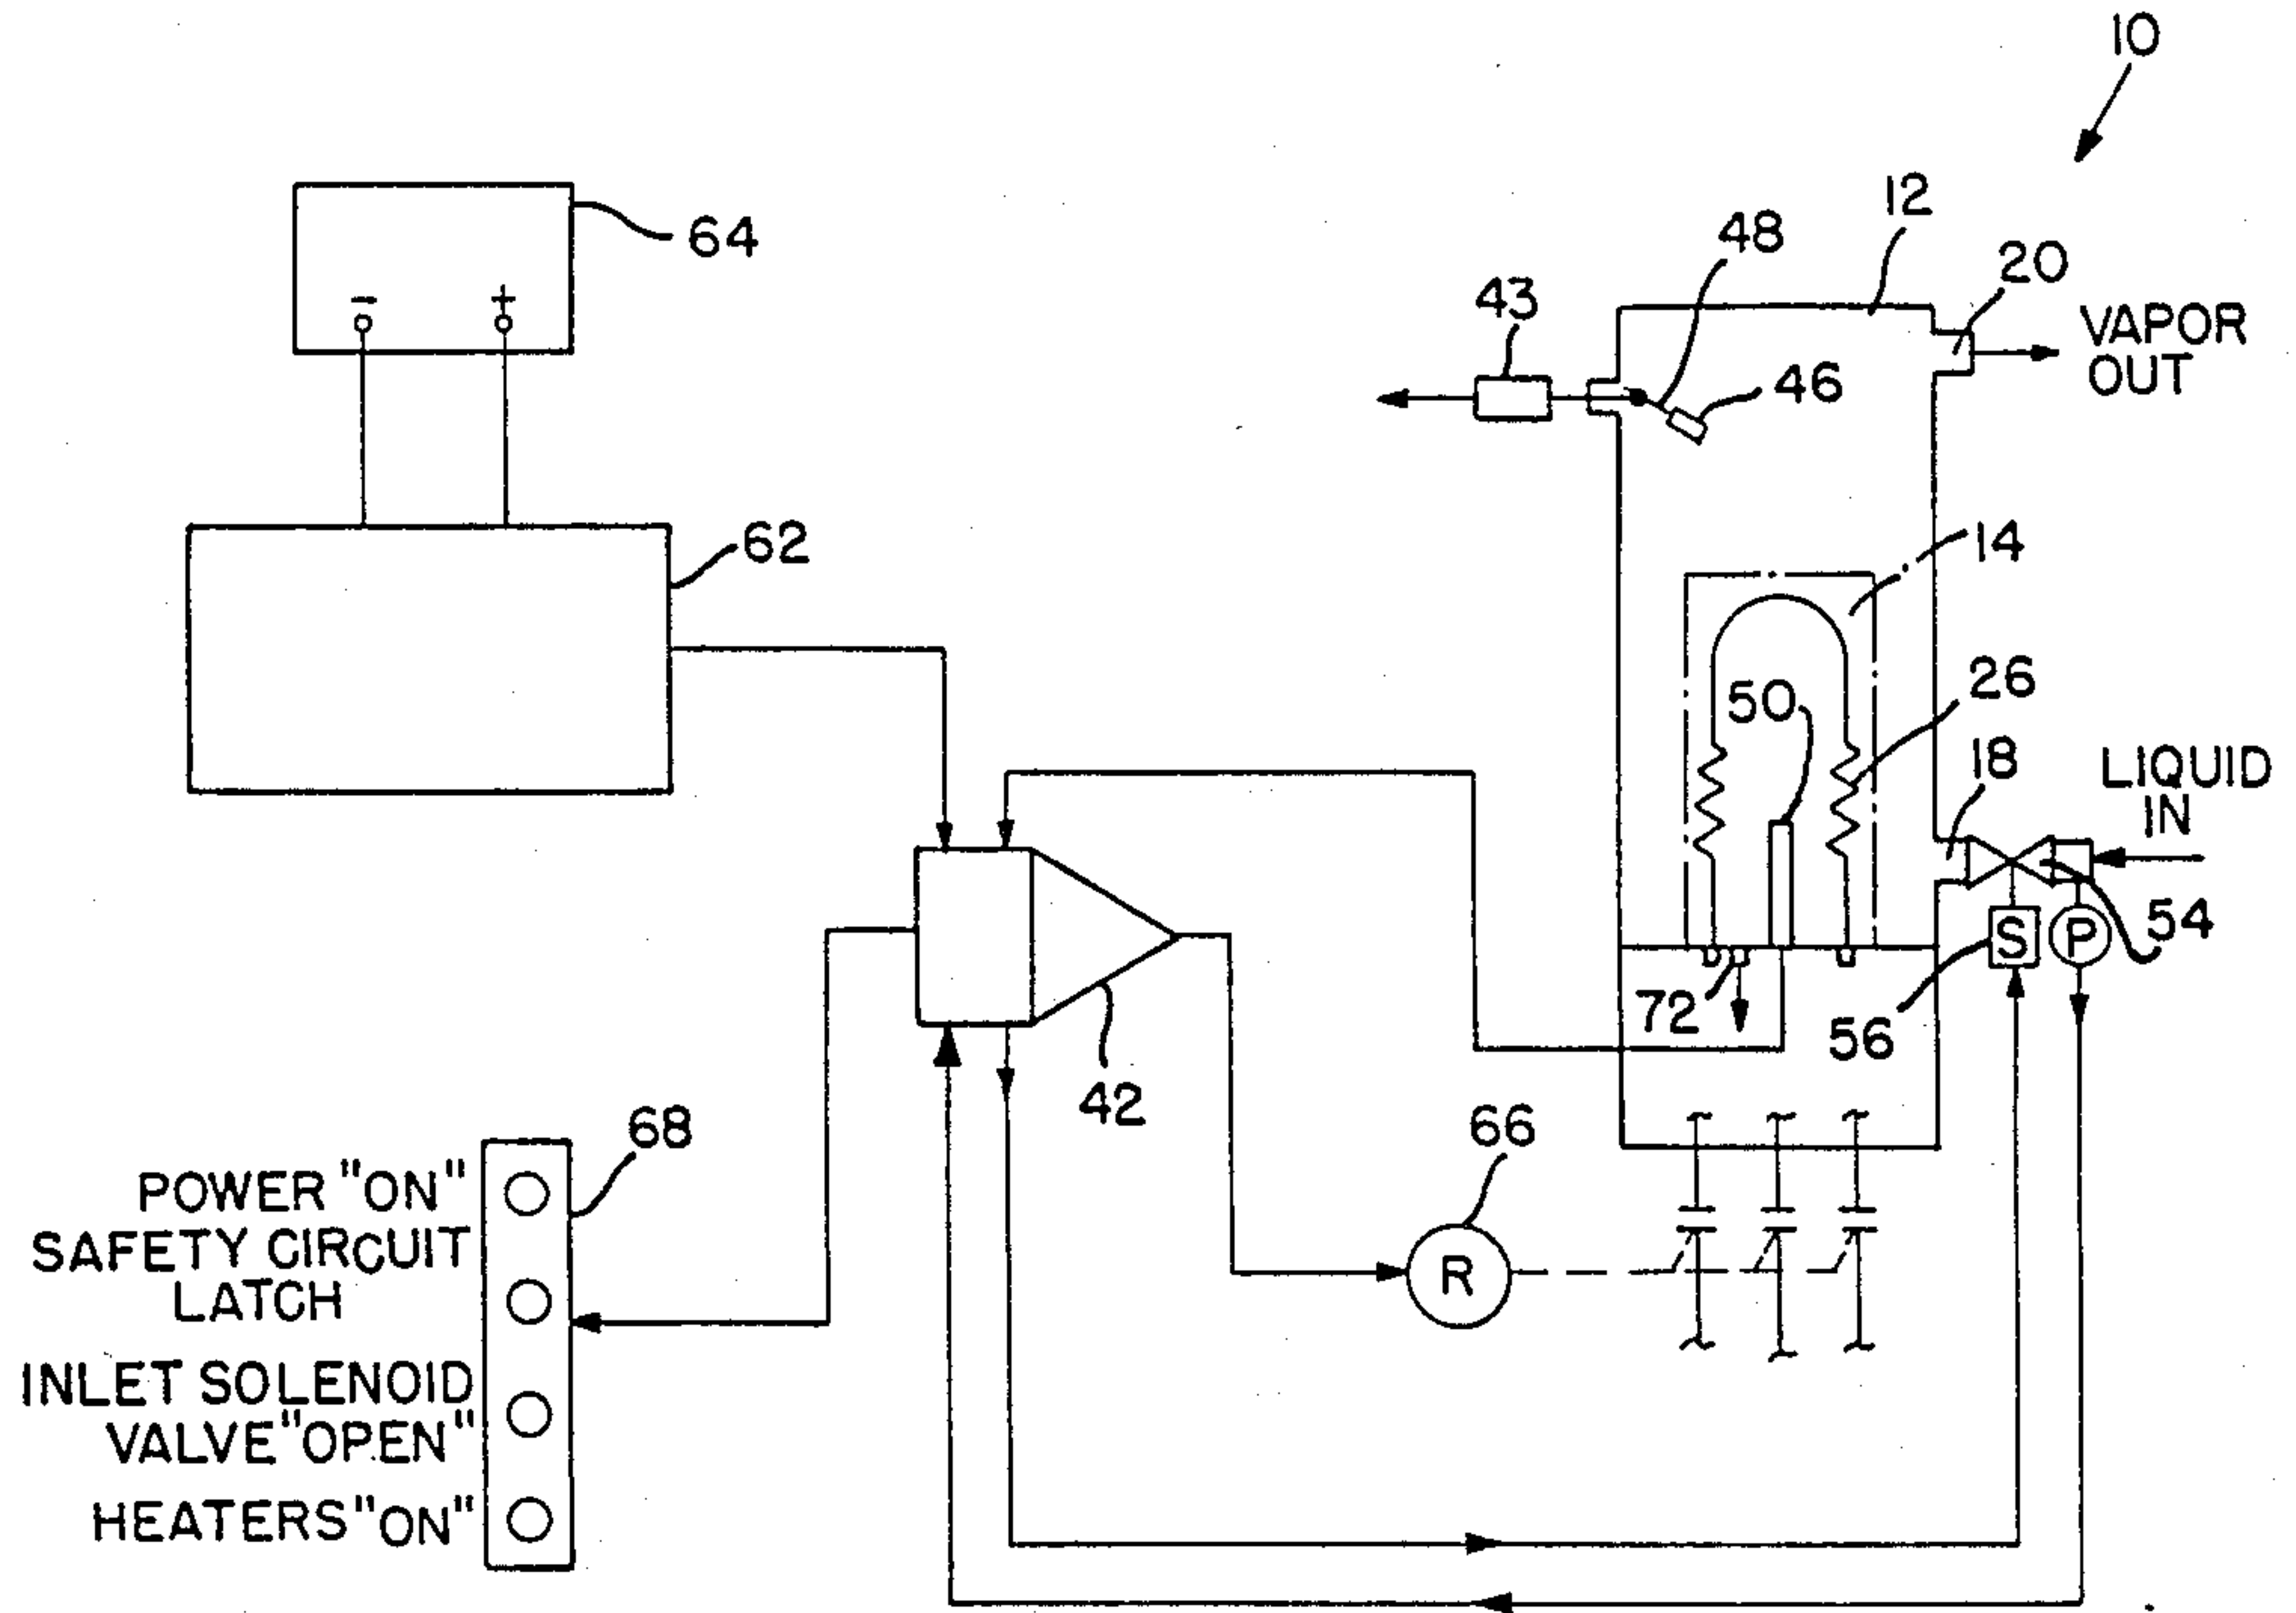 10
12
48
20
64
43
VAPOR
OUT
46
-
+
62
14
26
50
18
LIQUID
IN
54
S
P
72
56
42
68
66
POWER "ON"
SAFETY CIRCUIT
LATCH
R
INLET SOLENOID
VALVE "OPEN"
HEATERS "ON"